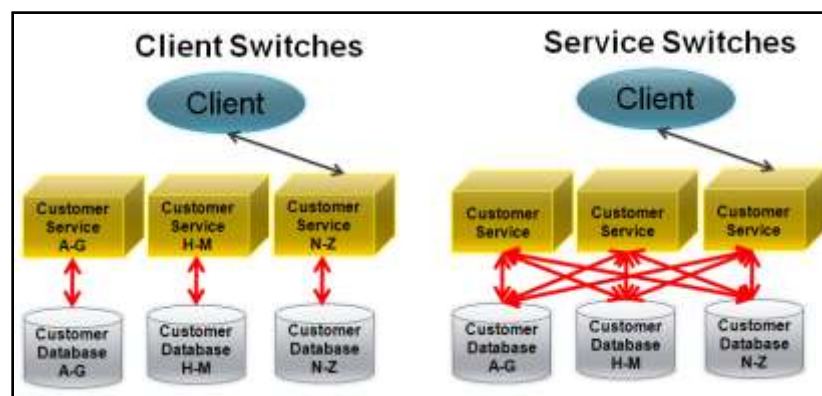 Client Switches
Client
Customer
Service
A-G
Customer
Service
H-M
Customer
Service
N-Z
Customer
Database
A-G
Customer
Database
H-M
Customer
Database
N-Z
Service Switches
Client
Customer
Service
Customer
Service
Customer
Service
Customer
Database
A-G
Customer
Database
H-M
Customer
Database
N-Z